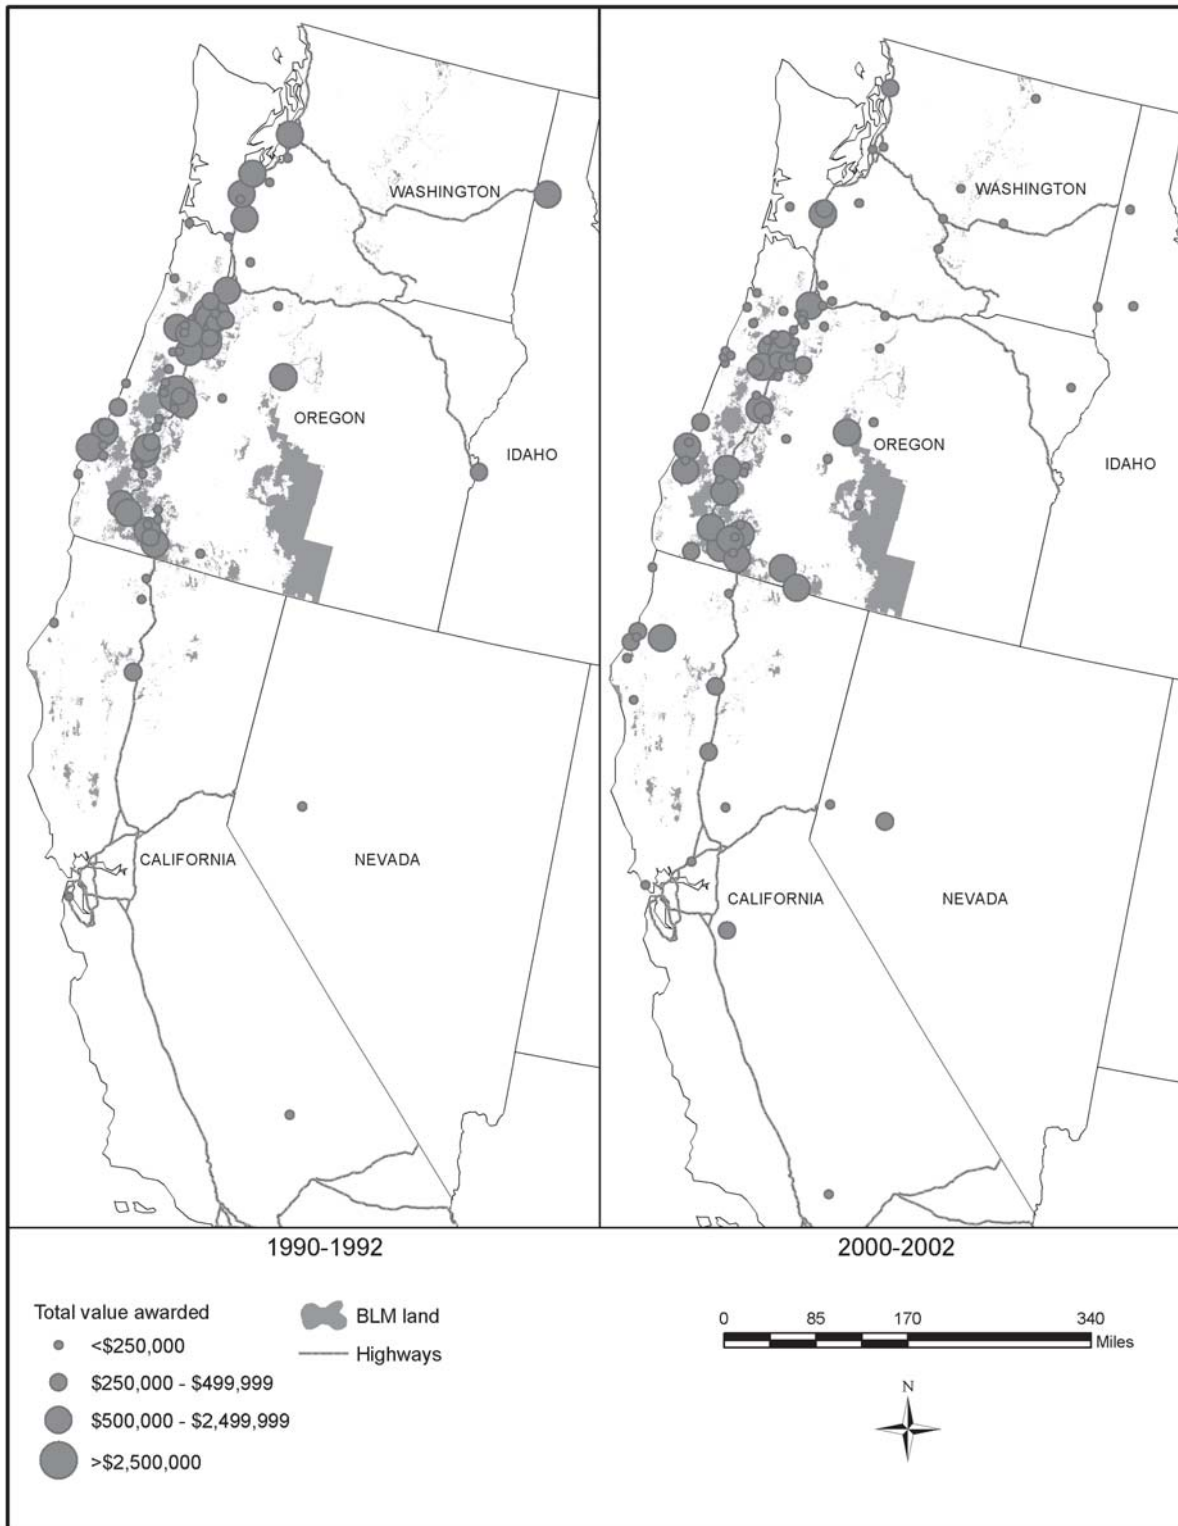 WASHINGTON
OREGON
IDAHO
CALIFORNIA
NEVADA
WASHINGTON
OREGON
IDAHO
CALIFORNIA
NEVADA
1990-1992
2000-2002
Total value awarded
<$250,000
$250,000 - $499,999
$500,000 - $2,499,999
>$2,500,000
BLM land
Highways
0 85 170 340
Miles
N